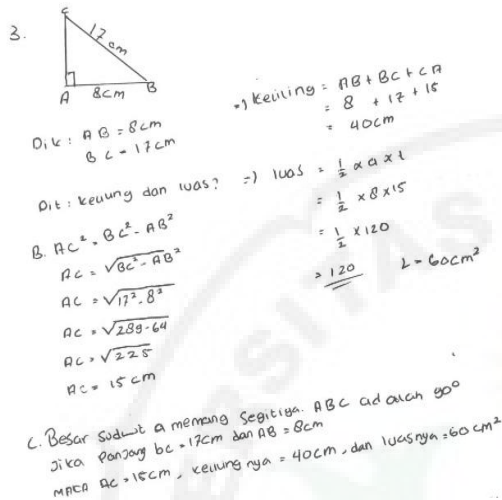 3.
C
17 cm
A 8cm B
Dik : AB = 8cm
BC = 17cm
Dit : keliling dan luas?
B. AC² = BC² - AB²
AC = √BC² - AB²
AC = √17² - 8²
AC = √289 - 64
AC = √225
AC = 15 cm
=) keliling = AB + BC + CA
= 8 + 17 + 15
= 40cm
=) luas = 1/2 × a × t
= 1/2 × 8 × 15
= 1/2 × 120
= 120 L = 60cm²
C. Besar sudut a memang segitiga. ABC adalah 90°
Jika panjang bc = 17cm dan AB = 8cm
MAKA AC = 15cm, keliling nya = 40cm, dan luasnya = 60 cm²